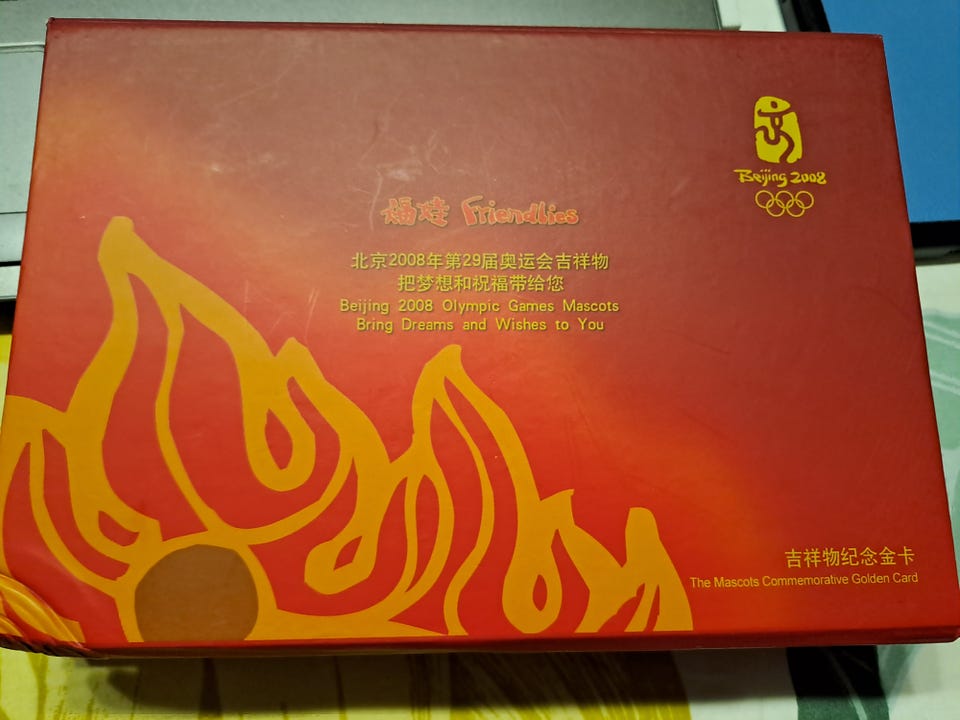 Beijing 2008
福娃 Friendlies
北京2008年第29届奥运会吉祥物
把梦想和祝福带给您
Beijing 2008 Olympic Games Mascots
Bring Dreams and Wishes to You
吉祥物纪念金卡
The Mascots Commemorative Golden Card